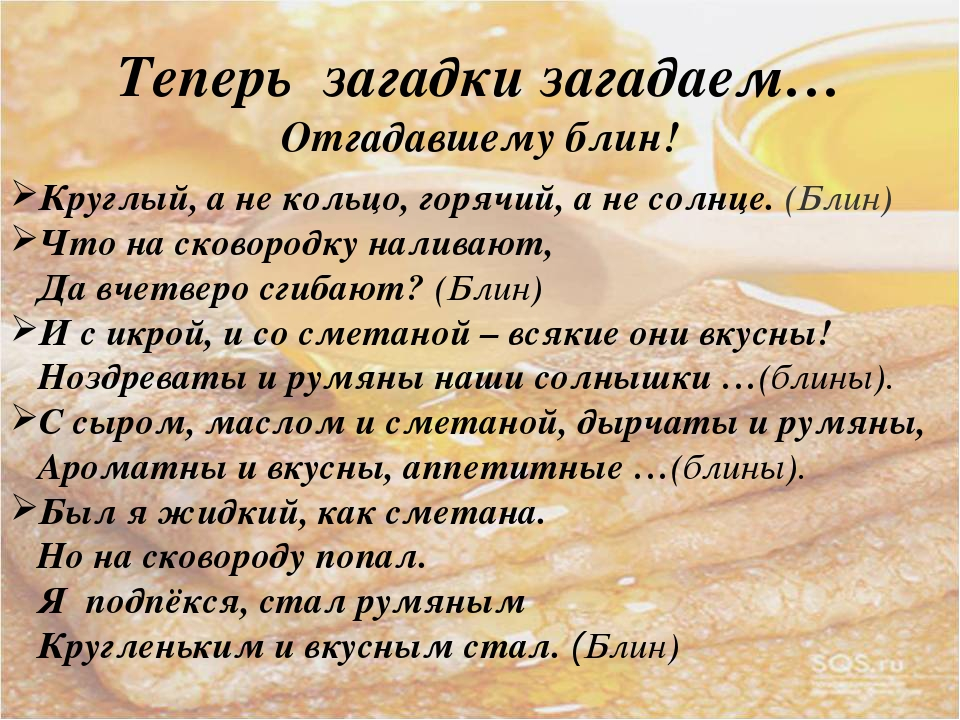 Теперь загадки загадаем…
Отгадавшему блин!
➢Круглый, а не кольцо, горячий, а не солнце. (Блин)
➢Что на сковородку наливают,
Да вчетверо сгибают? (Блин)
➢И с икрой, и со сметаной – всякие они вкусны!
Ноздреваты и румяны наши солнышки …(блины).
➢С сыром, маслом и сметаной, дырчаты и румяны,
Ароматны и вкусны, аппетитные …(блины).
➢Был я жидкий, как сметана.
Но на сковороду попал.
Я подпёкся, стал румяным
Кругленьким и вкусным стал. (Блин)
SQS.ru